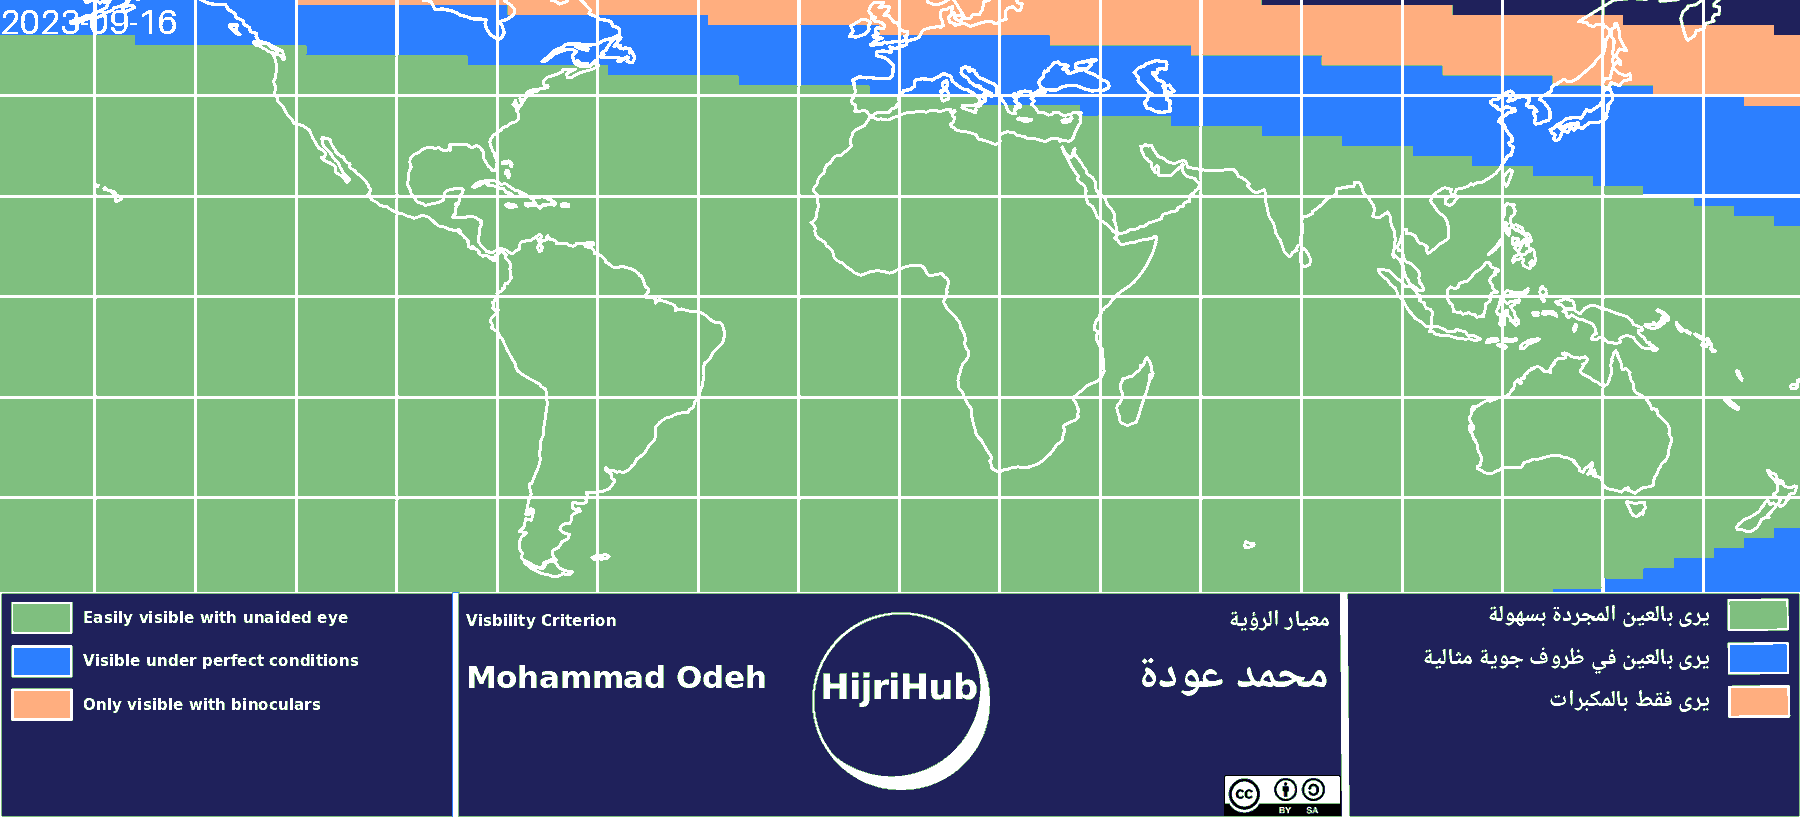 2023-09-16
Easily visible with unaided eye
Visible under perfect conditions
Only visible with binoculars
Visbility Criterion
Mohammad Odeh
HijriHub
معيار الرؤية
محمد عودة
cc
BY SA
يرى بالعين المجردة بسهولة
يرى بالعين في ظروف جوية مثالية
يرى فقط بالمكبرات